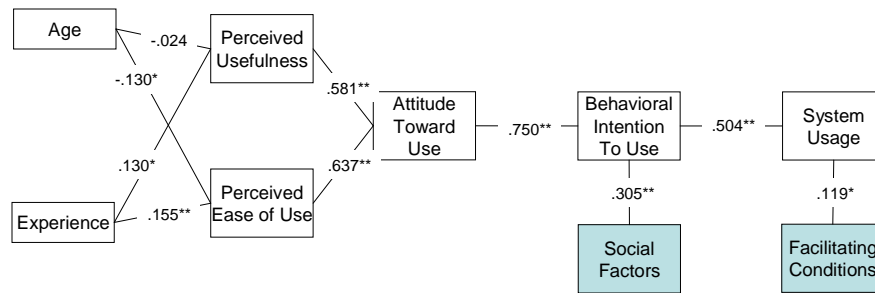 Age
-.024
Perceived
Usefulness
-.130*
.581**
Attitude
Toward
Use
.750**
Behavioral
Intention
To Use
.504**
System
Usage
.130*
.637**
Experience
.155**
Perceived
Ease of Use
.305**
.119*
Social
Factors
Facilitating
Conditions